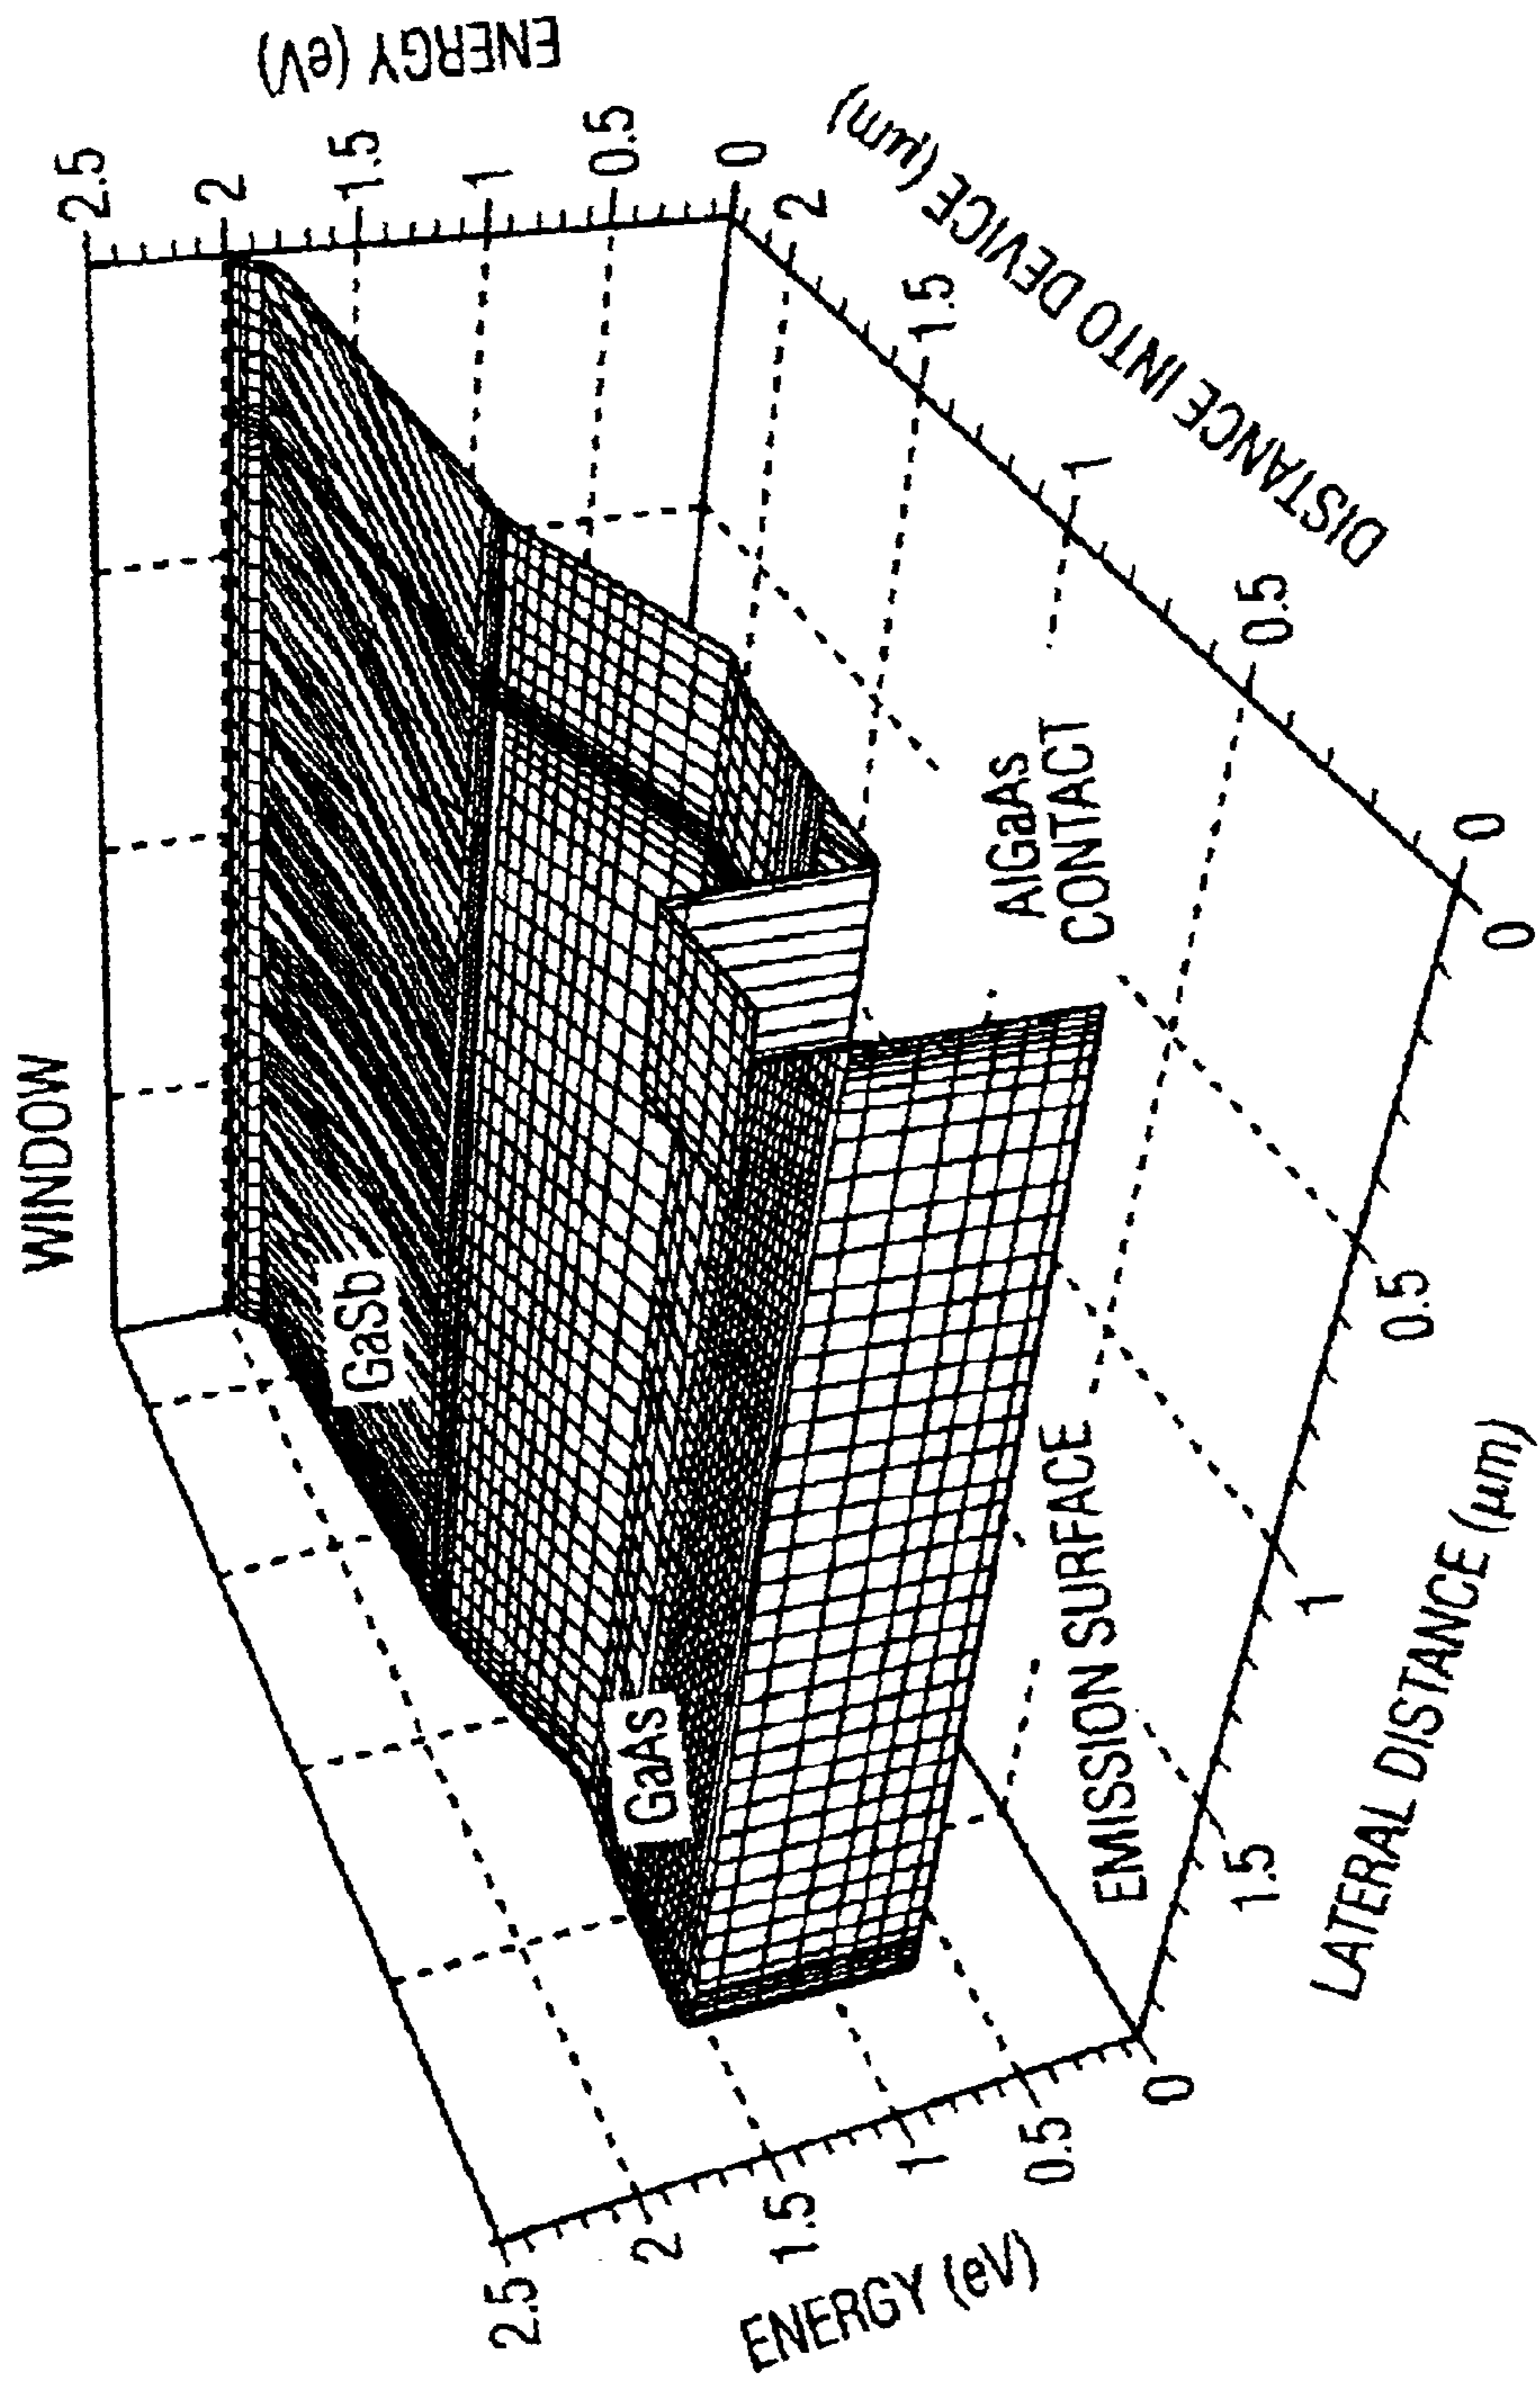 WINDOW
GaSb
GaAs
AlGaAs
CONTACT
EMISSION SURFACE
ENERGY (eV)
2.5
2
1.5
1
0.5
0
ENERGY (eV)
2.5
2
1.5
1
0.5
0
DISTANCE INTO DEVICE (μm)
2
1.5
1
0.5
0
LATERAL DISTANCE (μm)
0
0.5
1
1.5